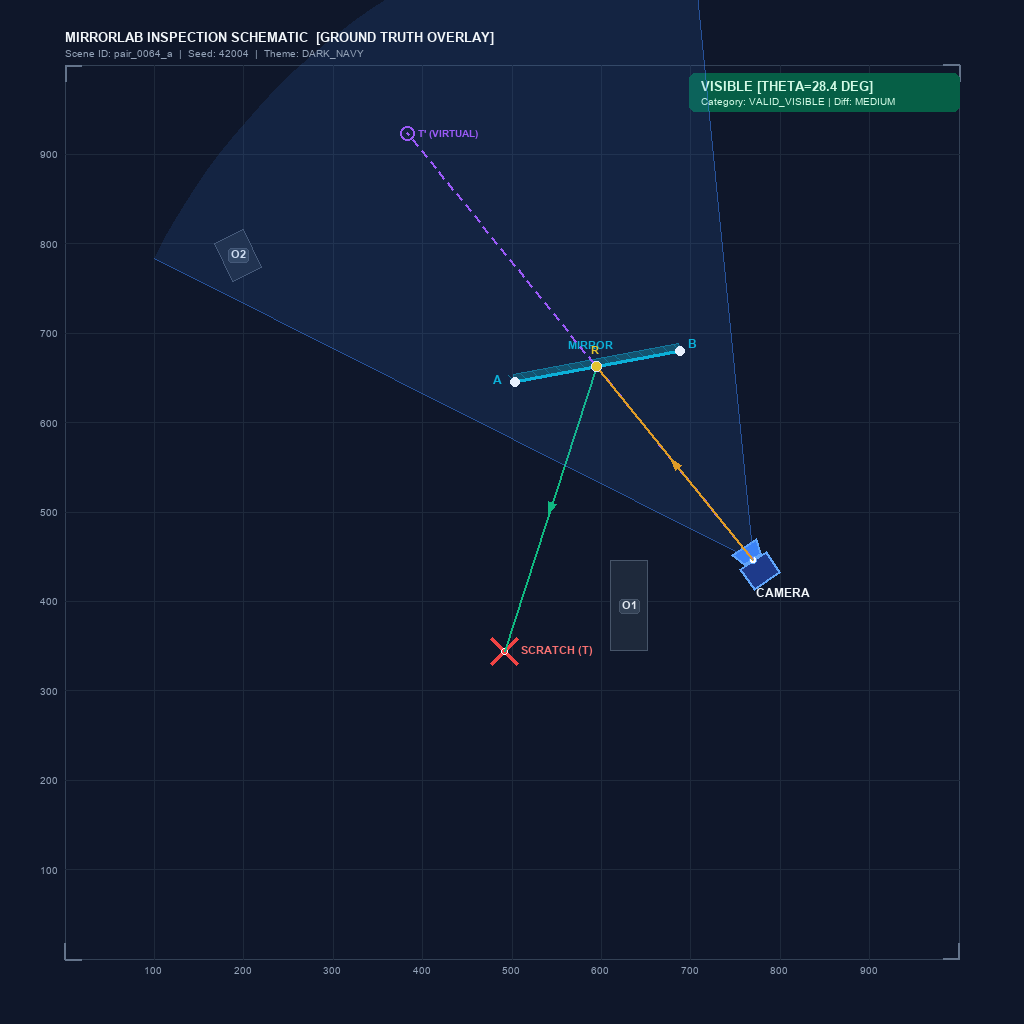 MIRRORLAB INSPECTION SCHEMATIC [GROUND TRUTH OVERLAY]
Scene ID: pair_0064_a | Seed: 42004 | Theme: DARK_NAVY
VISIBLE [THETA=28.4 DEG]
Category: VALID_VISIBLE | Diff: MEDIUM
T' (VIRTUAL)
900
O2
800
700
MIRROR
R
B
A
600
500
CAMERA
400
O1
SCRATCH (T)
300
200
100
100 200 300 400 500 600 700 800 900